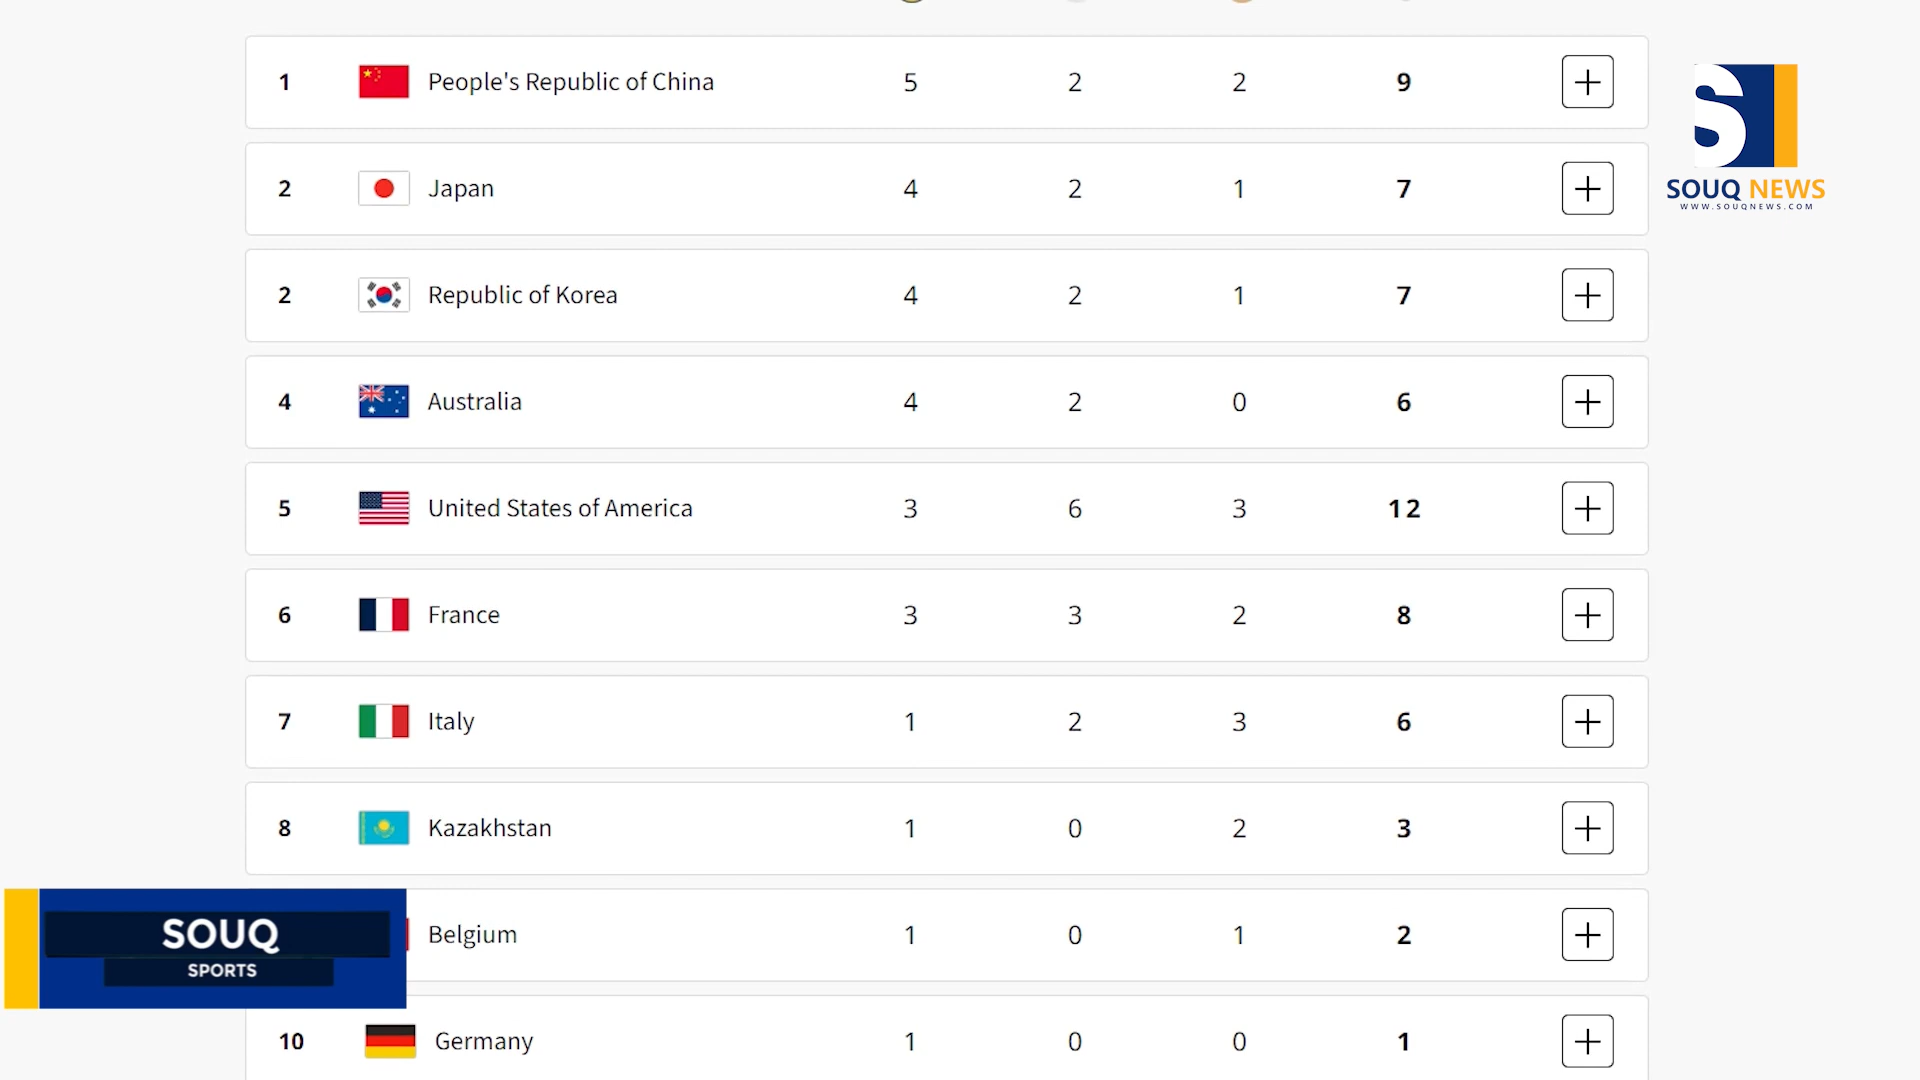 1 People's Republic of China 5 2 2 9
2 Japan 4 2 1 7
2 Republic of Korea 4 2 1 7
4 Australia 4 2 0 6
5 United States of America 3 6 3 12
6 France 3 3 2 8
7 Italy 1 2 3 6
8 Kazakhstan 1 0 2 3
Belgium 1 0 1 2
10 Germany 1 0 0 1
S
SOUQ NEWS
WWW.SOUQNEWS.COM
SOUQ
SPORTS